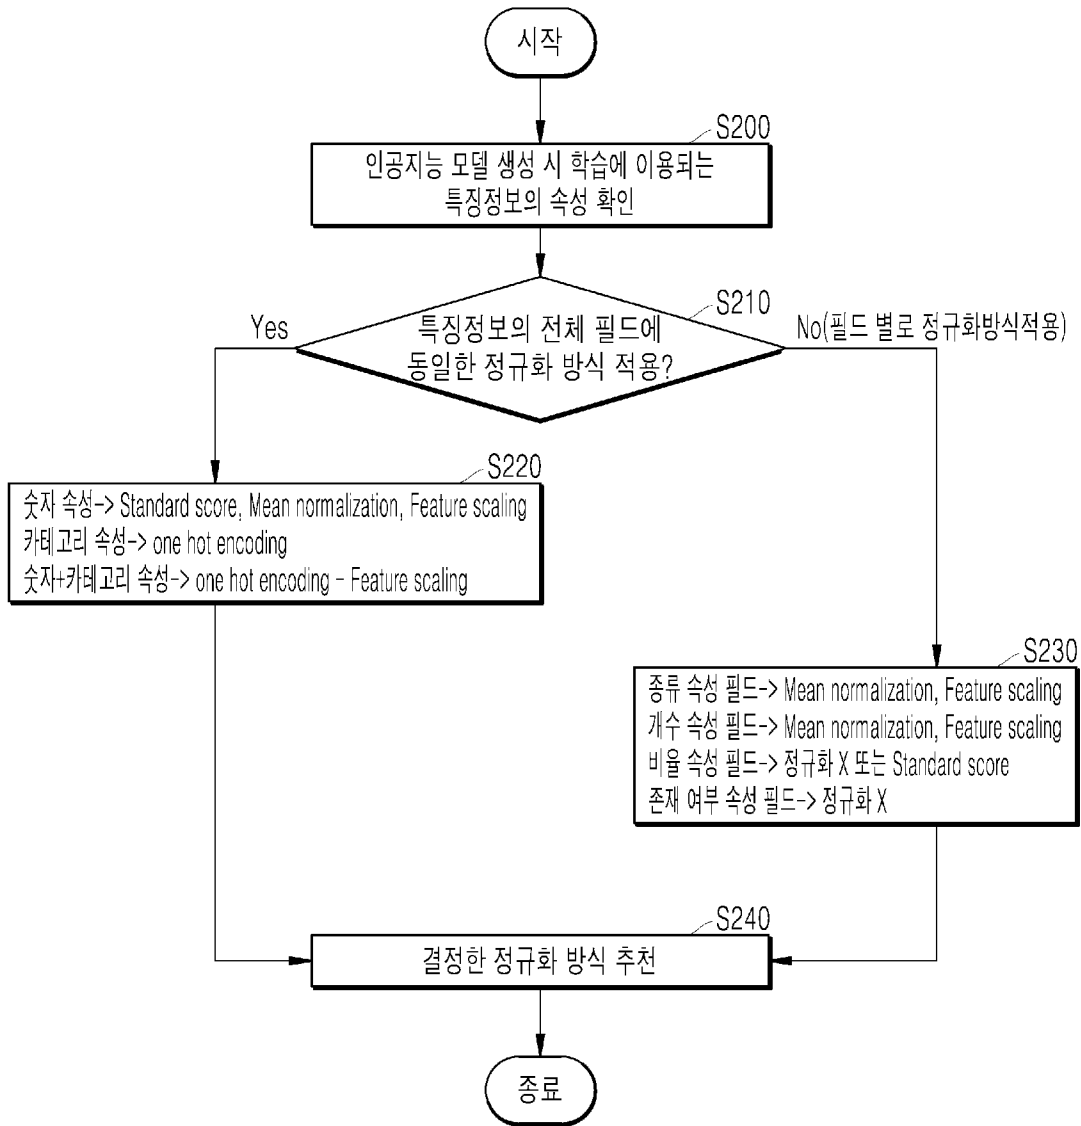 시작
S200
인공지능 모델 생성 시 학습에 이용되는
특징정보의 속성 확인
S210
특징정보의 전체 필드에
동일한 정규화 방식 적용?
Yes
No(필드 별로 정규화방식적용)
S220
숫자 속성-> Standard score, Mean normalization, Feature scaling
카테고리 속성-> one hot encoding
숫자+카테고리 속성-> one hot encoding - Feature scaling
S230
종류 속성 필드-> Mean normalization, Feature scaling
개수 속성 필드-> Mean normalization, Feature scaling
비율 속성 필드-> 정규화 X 또는 Standard score
존재 여부 속성 필드-> 정규화 X
S240
결정한 정규화 방식 추천
종료